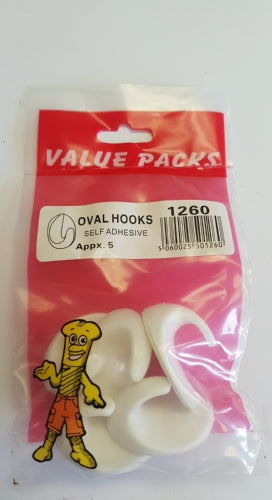 VALUE PACKS
OVAL HOOKS
SELF ADHESIVE
Appx. 5
1260
5 060025 501260